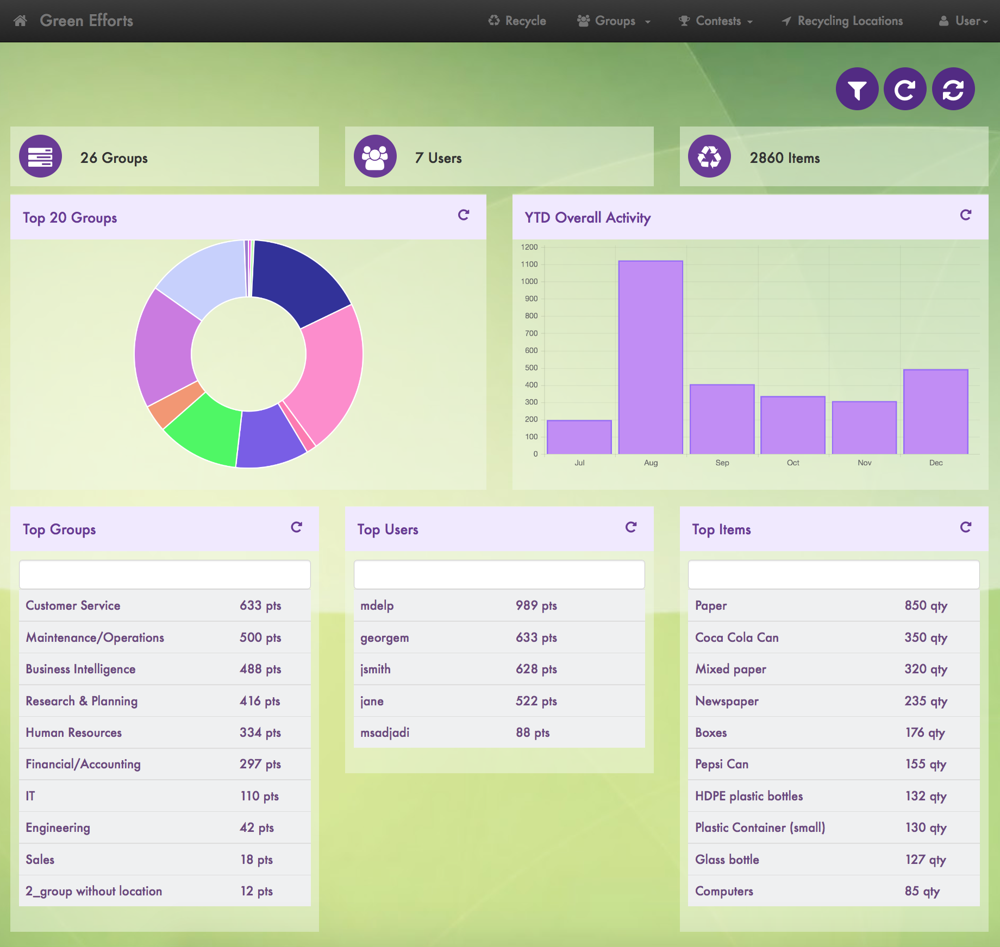 Green Efforts Recycle Groups Contests Recycling Locations User
26 Groups 7 Users 2860 Items
Top 20 Groups
YTD Overall Activity
1200
1100
1000
900
800
700
600
500
400
300
200
100
0
Jul Aug Sep Oct Nov Dec
Top Groups
Customer Service 633 pts
Maintenance/Operations 500 pts
Business Intelligence 488 pts
Research & Planning 416 pts
Human Resources 334 pts
Financial/Accounting 297 pts
IT 110 pts
Engineering 42 pts
Sales 18 pts
2_group without location 12 pts
Top Users
mdelp 989 pts
georgem 633 pts
jsmith 628 pts
jane 522 pts
msadjadi 88 pts
Top Items
Paper 850 qty
Coca Cola Can 350 qty
Mixed paper 320 qty
Newspaper 235 qty
Boxes 176 qty
Pepsi Can 155 qty
HDPE plastic bottles 132 qty
Plastic Container (small) 130 qty
Glass bottle 127 qty
Computers 85 qty